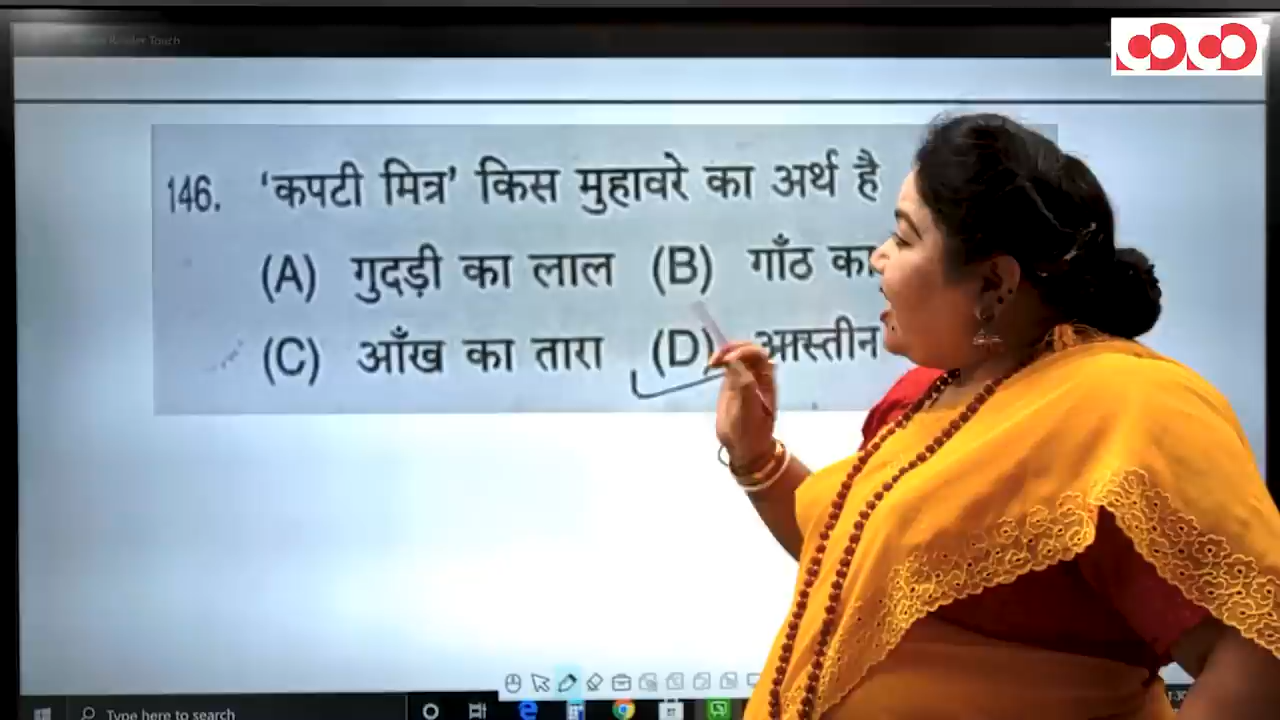 146. 'कपटी मित्र' किस मुहावरे का अर्थ है
(A) गुदड़ी का लाल (B) गाँठ का
(C) आँख का तारा (D) आस्तीन
Type here to search